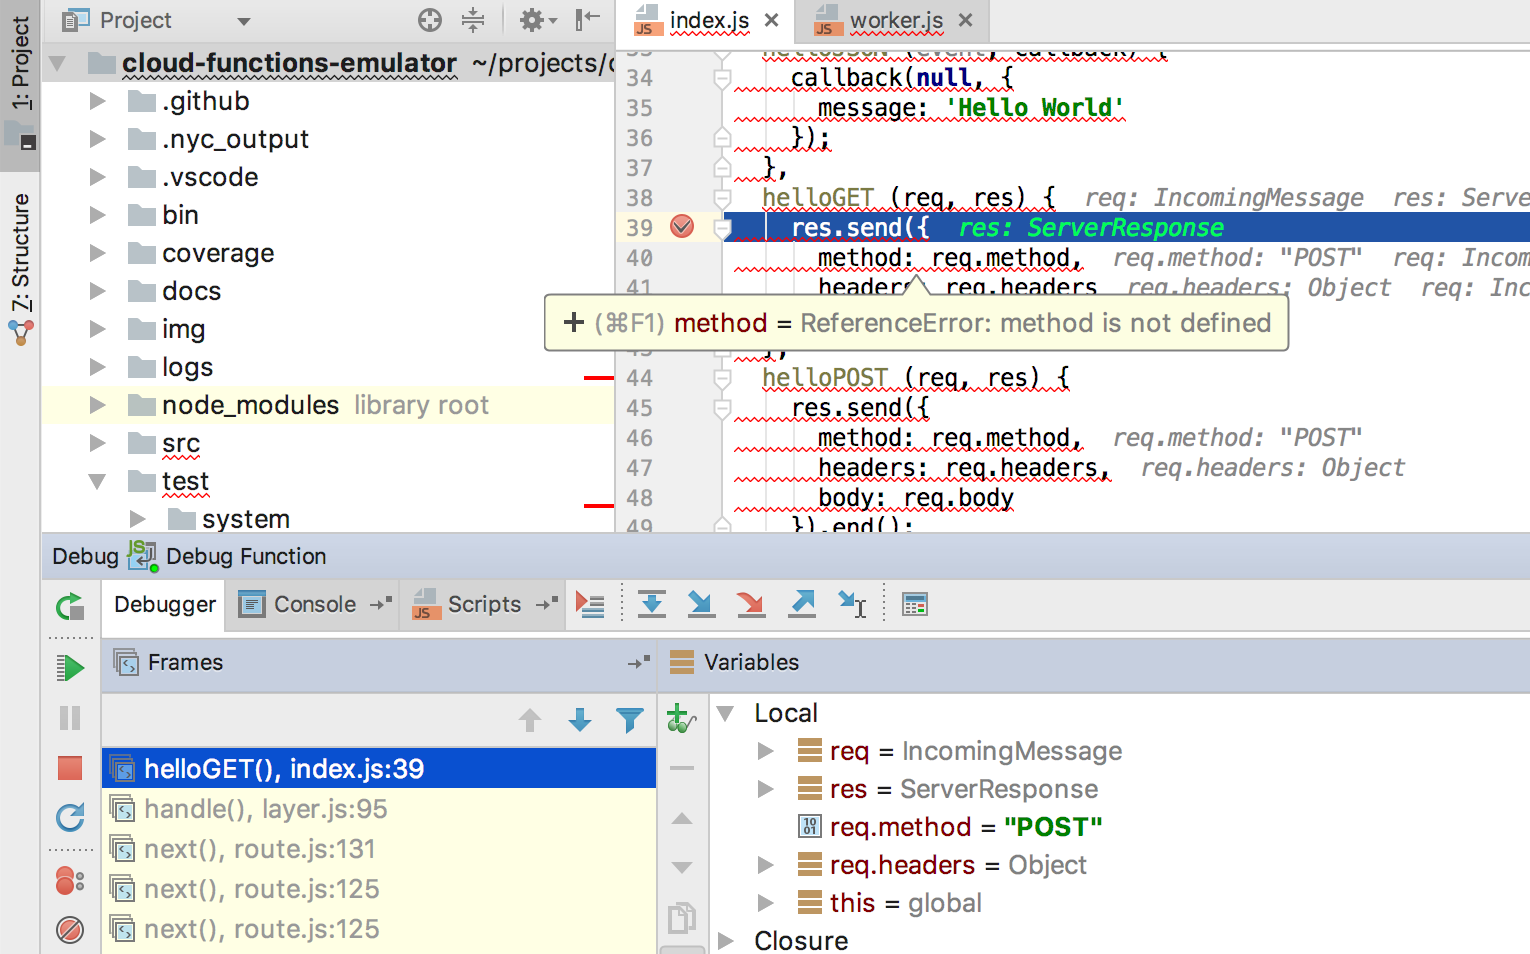 1: Project
7: Structure
Project
cloud-functions-emulator ~/projects/
.github
.nyc_output
.vscode
bin
coverage
docs
img
logs
node_modules library root
src
test
system
index.js
worker.js
helloJSON (event, callback) {
34 callback(null, {
35 message: 'Hello World'
36 });
37 },
38 helloGET (req, res) { req: IncomingMessage res: Serve
39 res.send({ res: ServerResponse
40 method: req.method, req.method: "POST" req: Incom
41 headers: req.headers req.headers: Object req: Inc
+ (⌘F1) method = ReferenceError: method is not defined
},
44 helloPOST (req, res) {
45 res.send({
46 method: req.method, req.method: "POST"
47 headers: req.headers, req.headers: Object
48 body: req.body
49 }).end();
Debug JS Debug Function
Debugger
Console
JS Scripts
Frames
Variables
helloGET(), index.js:39
handle(), layer.js:95
next(), route.js:131
next(), route.js:125
next(), route.js:125
Local
req = IncomingMessage
res = ServerResponse
req.method = "POST"
req.headers = Object
this = global
Closure